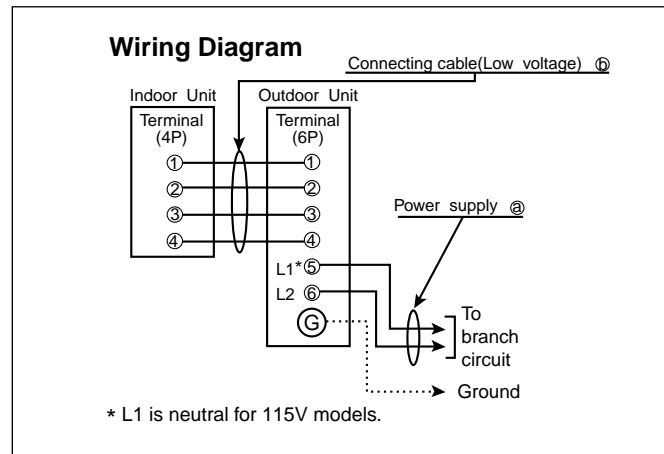 Wiring Diagram
Connecting cable(Low voltage) ⓑ
Indoor Unit
Outdoor Unit
Terminal
(4P)
Terminal
(6P)
① ①
② ②
③ ③
④ ④
Power supply ⓐ
L1* ⑤
L2 ⑥
Ⓖ
To
branch
circuit
Ground
* L1 is neutral for 115V models.